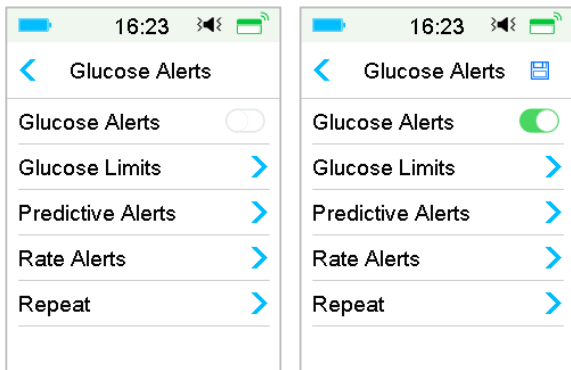 16:23
Glucose Alerts
Glucose Alerts
Glucose Limits
Predictive Alerts
Rate Alerts
Repeat
16:23
Glucose Alerts
Glucose Alerts
Glucose Limits
Predictive Alerts
Rate Alerts
Repeat